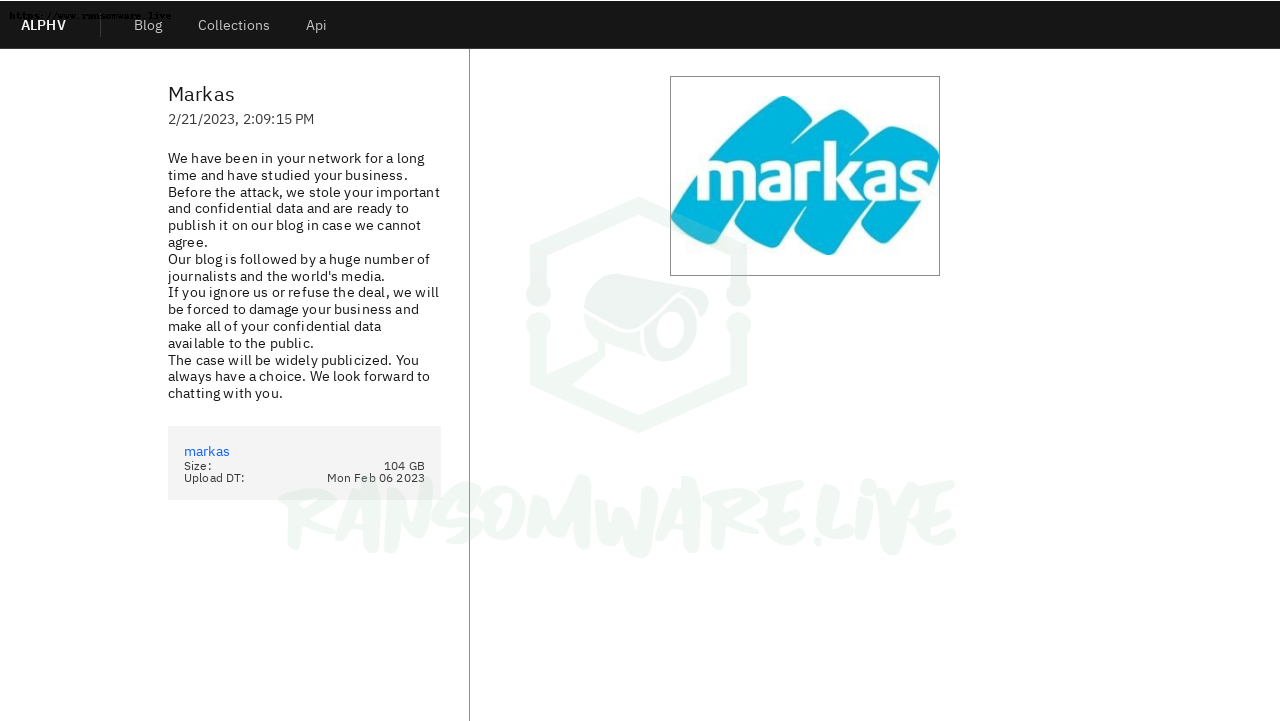 https://www.ransomware.live
ALPHV
Blog
Collections
Api
Markas
2/21/2023, 2:09:15 PM
We have been in your network for a long
time and have studied your business.
Before the attack, we stole your important
and confidential data and are ready to
publish it on our blog in case we cannot
agree.
Our blog is followed by a huge number of
journalists and the world's media.
If you ignore us or refuse the deal, we will
be forced to damage your business and
make all of your confidential data
available to the public.
The case will be widely publicized. You
always have a choice. We look forward to
chatting with you.
markas
Size: 104 GB
Upload DT: Mon Feb 06 2023
markas
RANSOMWARE.LIVE